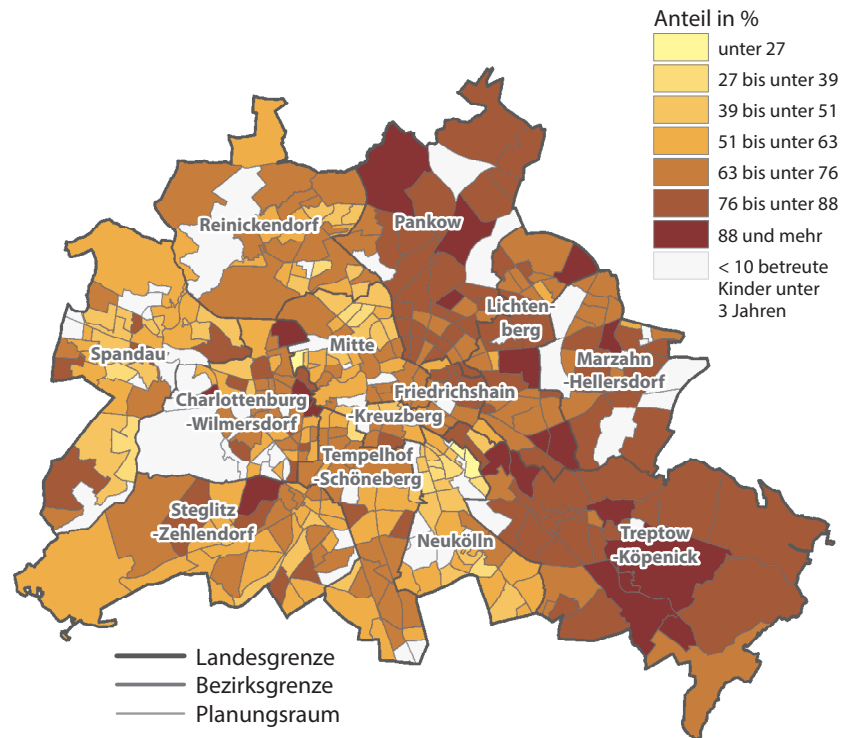 Anteil in %
unter 27
27 bis unter 39
39 bis unter 51
51 bis unter 63
63 bis unter 76
76 bis unter 88
88 und mehr
< 10 betreute
Kinder unter
3 Jahren
Reinickendorf
Pankow
Lichten-
berg
Mitte
Spandau
Marzahn
-Hellersdorf
Charlottenburg
-Wilmersdorf
Friedrichshain
-Kreuzberg
Tempelhof
-Schöneberg
Steglitz
-Zehlendorf
Neukölln
Treptow
-Köpenick
Landesgrenze
Bezirksgrenze
Planungsraum